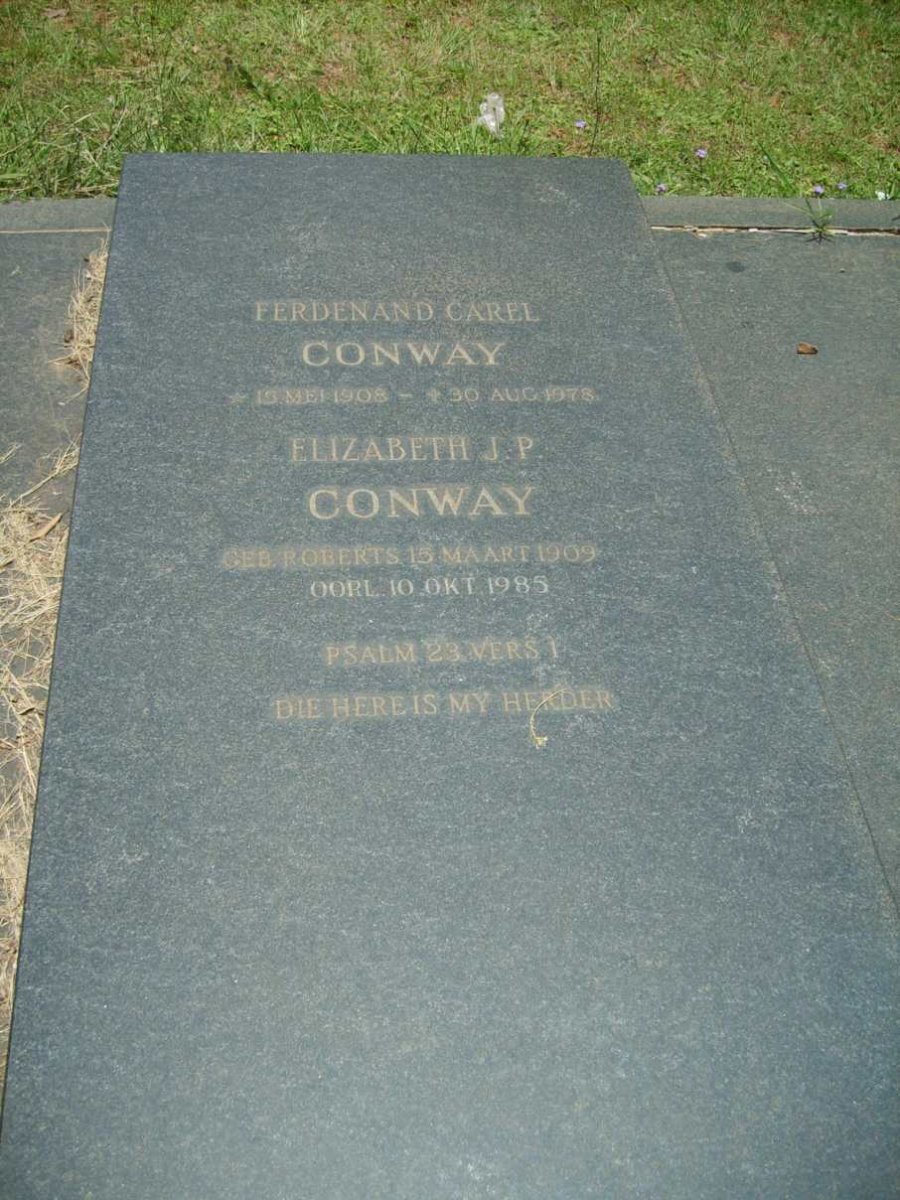 FERDENAND CAREL
CONWAY
* 15 MEI 1908 – ✝ 30 AUG. 1978.
ELIZABETH J.P.
CONWAY
GEB ROBERTS 15 MAART 1909
OORL. 10 OKT. 1985
PSALM 23 VERS 1
DIE HERE IS MY HERDER